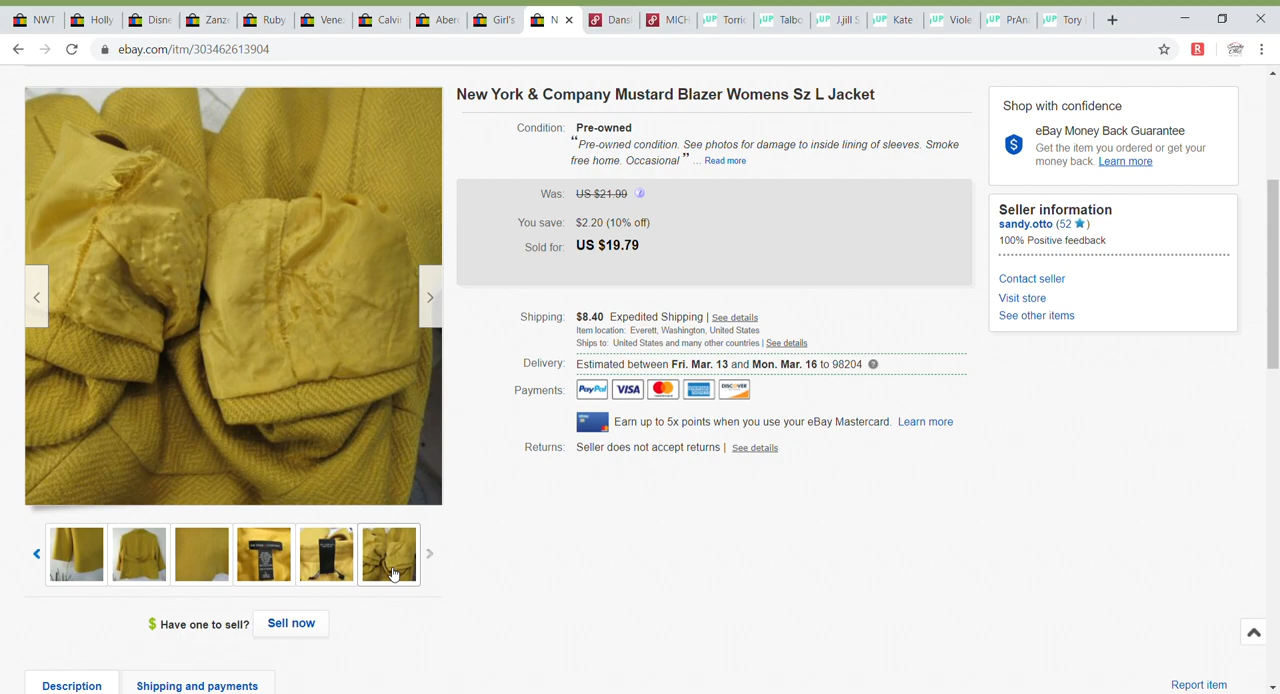 NWT
Holly
Disne
Zanz
Ruby
Vene
Calvi
Aberc
Girl's
N
Dansk
MICH
Torric
Talbo
J.jill S
Kate
Viole
PrAn
Tory
ebay.com/itm/303462613904
New York & Company Mustard Blazer Womens Sz L Jacket
Condition: Pre-owned
“Pre-owned condition. See photos for damage to inside lining of sleeves. Smoke
free home. Occasional” ... Read more
Was: US $21.99
You save: $2.20 (10% off)
Sold for: US $19.79
Shipping: $8.40 Expedited Shipping | See details
Item location: Everett, Washington, United States
Ships to: United States and many other countries | See details
Delivery: Estimated between Fri. Mar. 13 and Mon. Mar. 16 to 98204
Payments: PayPal VISA DISCOVER
Earn up to 5x points when you use your eBay Mastercard. Learn more
Returns: Seller does not accept returns | See details
Shop with confidence
eBay Money Back Guarantee
Get the item you ordered or get your
money back. Learn more
Seller information
sandy.otto (52)
100% Positive feedback
Contact seller
Visit store
See other items
$ Have one to sell? Sell now
Description
Shipping and payments
Report item